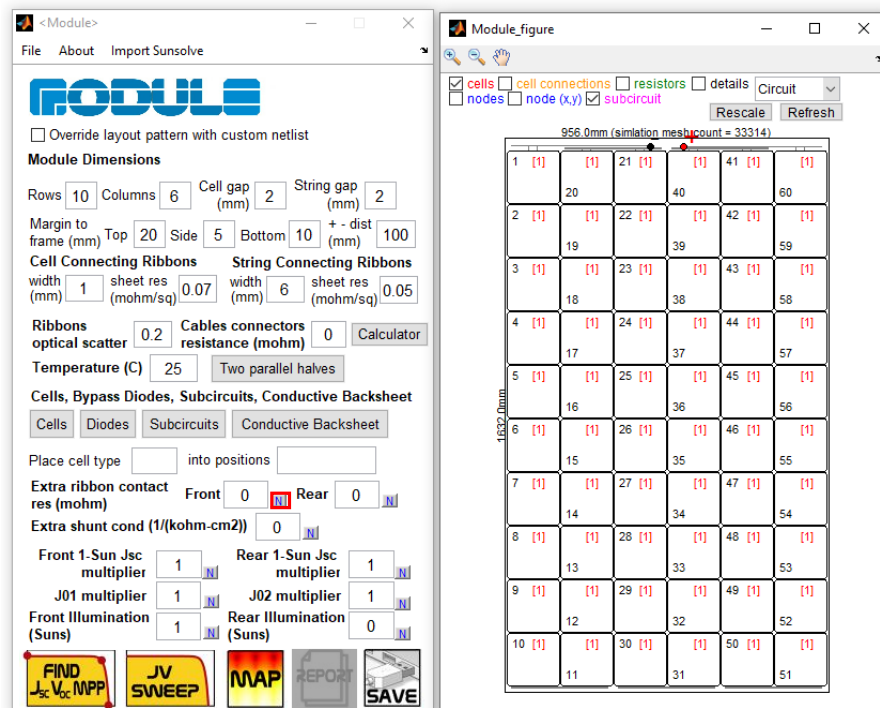 <Module>
File About Import Sunsolve
MODULE
Override layout pattern with custom netlist
Module Dimensions
Rows 10 Columns 6 Cell gap (mm) 2 String gap (mm) 2
Margin to frame (mm) Top 20 Side 5 Bottom 10 + - dist (mm) 100
Cell Connecting Ribbons String Connecting Ribbons
width (mm) 1 sheet res (mohm/sq) 0.07 width (mm) 6 sheet res (mohm/sq) 0.05
Ribbons optical scatter 0.2 Cables connectors resistance (mohm) 0 Calculator
Temperature (C) 25 Two parallel halves
Cells, Bypass Diodes, Subcircuits, Conductive Backsheet
Cells Diodes Subcircuits Conductive Backsheet
Place cell type into positions
Extra ribbon contact res (mohm) Front 0 N Rear 0 N
Extra shunt cond (1/(kohm-cm2)) 0 N
Front 1-Sun Jsc multiplier 1 N Rear 1-Sun Jsc multiplier 1 N
J01 multiplier 1 N J02 multiplier 1 N
Front Illumination (Suns) 1 N Rear Illumination (Suns) 0 N
FIND Jsc Voc MPP JV SWEEP MAP REPORT SAVE
Module_figure
cells cell connections resistors details Circuit
nodes node (x,y) subcircuit
Rescale Refresh
956.0mm (simlation mesh count = 33314)
- +
1632.0mm
1 [1] [1] 21 [1] [1] 41 [1] [1]
20 40 60
2 [1] [1] 22 [1] [1] 42 [1] [1]
19 39 59
3 [1] [1] 23 [1] [1] 43 [1] [1]
18 38 58
4 [1] [1] 24 [1] [1] 44 [1] [1]
17 37 57
5 [1] [1] 25 [1] [1] 45 [1] [1]
16 36 56
6 [1] [1] 26 [1] [1] 46 [1] [1]
15 35 55
7 [1] [1] 27 [1] [1] 47 [1] [1]
14 34 54
8 [1] [1] 28 [1] [1] 48 [1] [1]
13 33 53
9 [1] [1] 29 [1] [1] 49 [1] [1]
12 32 52
10 [1] [1] 30 [1] [1] 50 [1] [1]
11 31 51